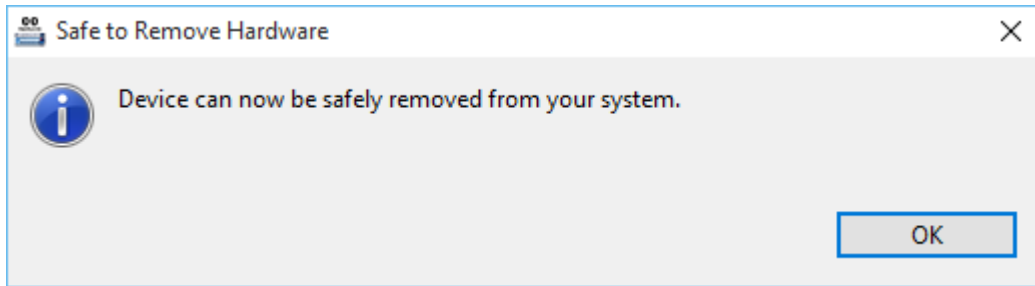 Safe to Remove Hardware
Device can now be safely removed from your system.
OK